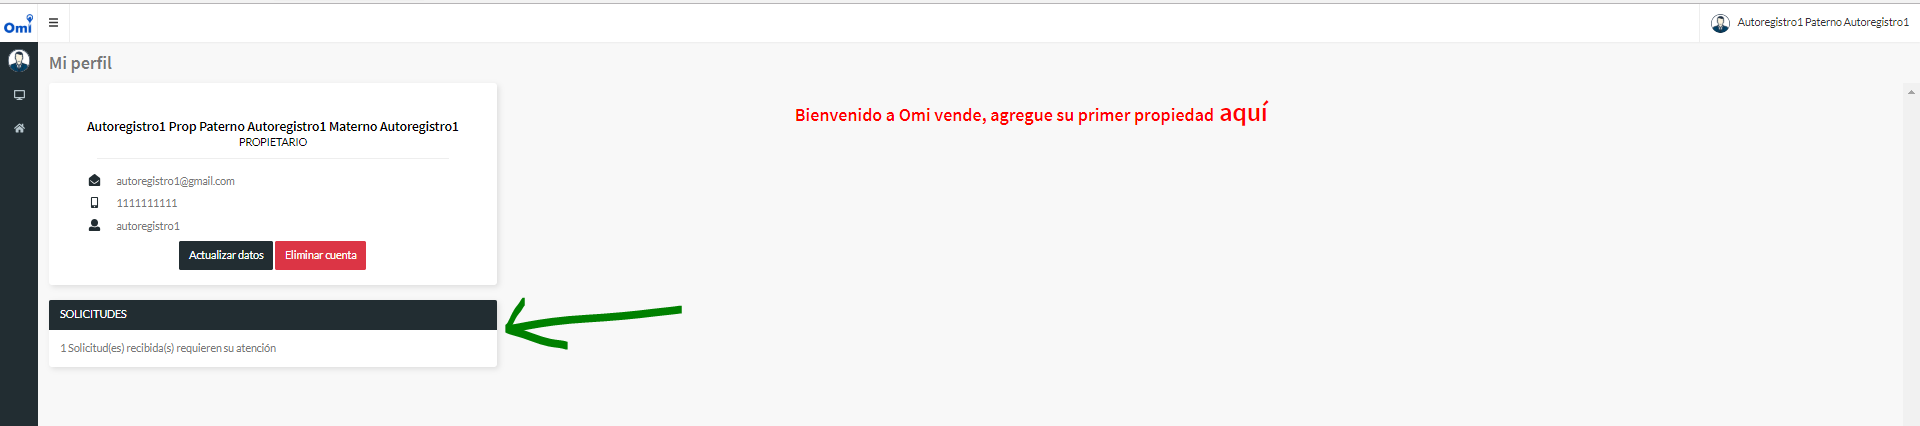 Omi
Autoregistro1 Paterno Autoregistro1
Mi perfil
Autoregistro1 Prop Paterno Autoregistro1 Materno Autoregistro1
PROPIETARIO
autoregistro1@gmail.com
1111111111
autoregistro1
Actualizar datos
Eliminar cuenta
Bienvenido a Omi vende, agregue su primer propiedad aquí
SOLICITUDES
1 Solicitud(es) recibida(s) requieren su atención